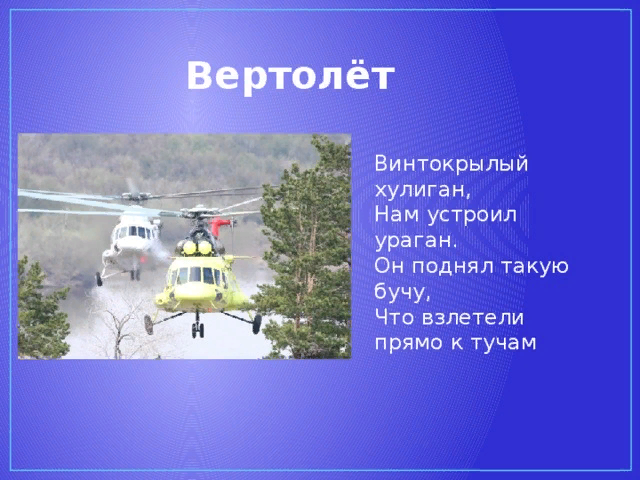 Вертолёт
Винтокрылый
хулиган,
Нам устроил
ураган.
Он поднял такую
бучу,
Что взлетели
прямо к тучам